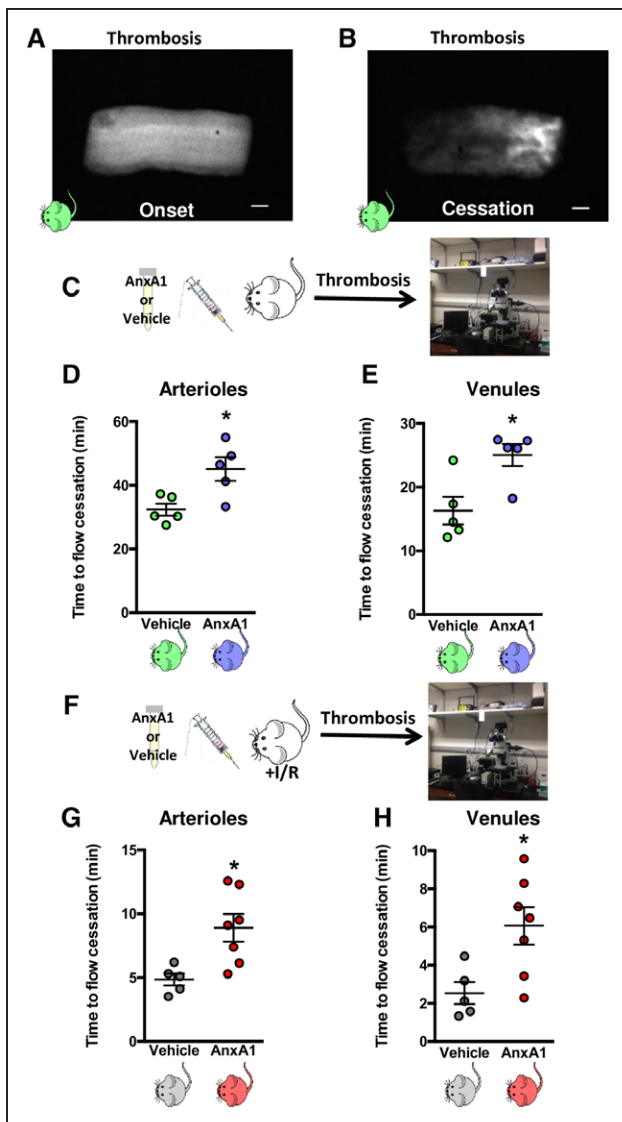 A
Thrombosis
Onset
B
Thrombosis
Cessation
C
AnxA1
or
Vehicle
Thrombosis
D
Arterioles
*
Time to flow cessation (min)
60
40
20
0
Vehicle
AnxA1
E
Venules
*
Time to flow cessation (min)
30
20
10
0
Vehicle
AnxA1
F
AnxA1
or
Vehicle
+I/R
Thrombosis
G
Arterioles
*
Time to flow cessation (min)
15
10
5
0
Vehicle
AnxA1
H
Venules
*
Time to flow cessation (min)
10
8
6
4
2
0
Vehicle
AnxA1